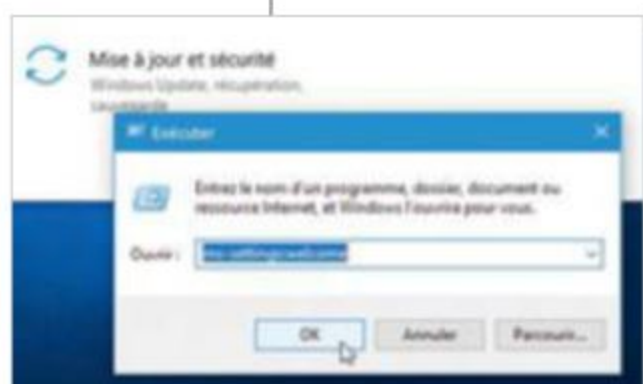 Mise à jour et sécurité
Windows Update, récupération,
sauvegarde
Exécuter
Entrez le nom d'un programme, dossier, document ou
ressource Internet, et Windows l'ouvrira pour vous.
Ouvrir :
OK Annuler Parcourir...